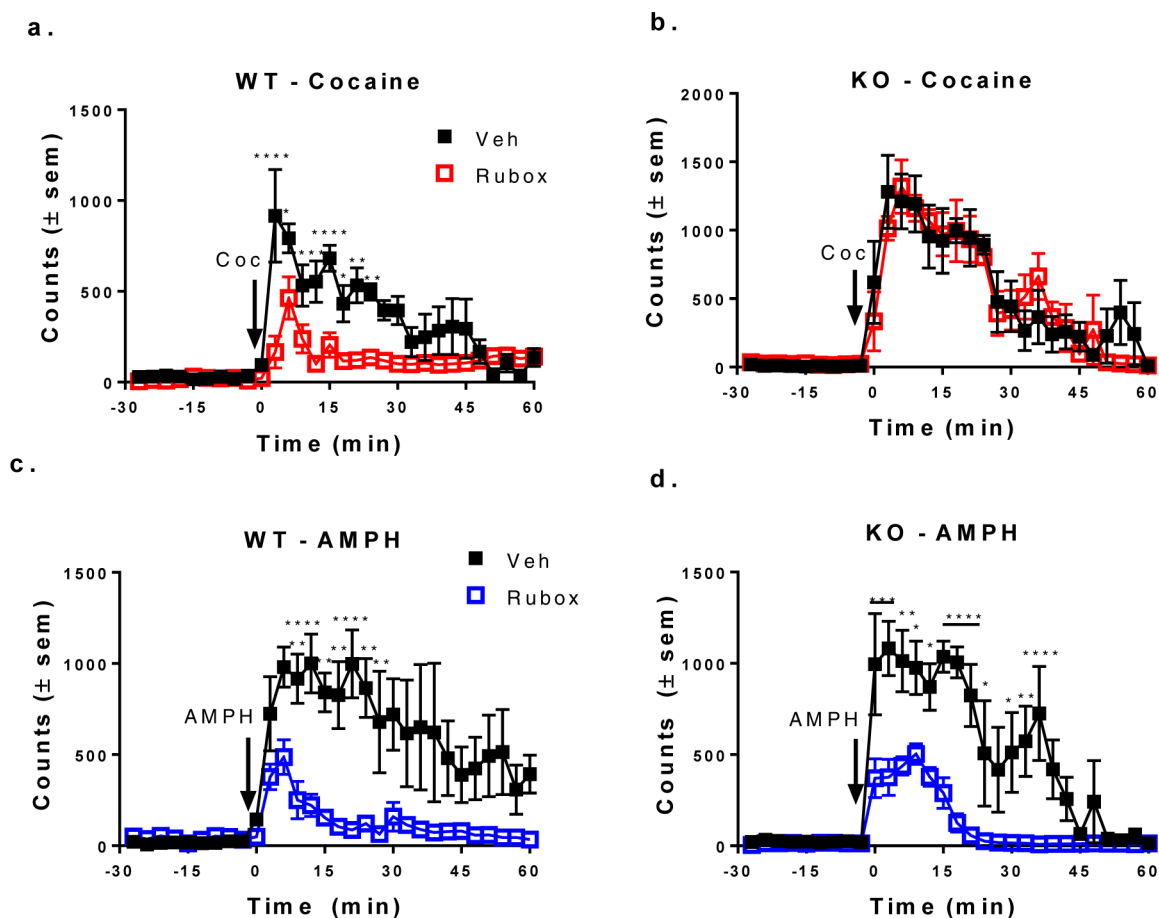 a.
WT - Cocaine
Counts (± sem)
1500
1000
500
0
****
*
***
****
*
**
**
Coc
Veh
Rubox
-30 -15 0 15 30 45 60
Time (min)
b.
KO - Cocaine
Counts (± sem)
2000
1500
1000
500
0
Coc
-30 -15 0 15 30 45 60
Time (min)
c.
WT - AMPH
Counts (± sem)
1500
1000
500
0
****
**
**
**
****
**
**
AMPH
Veh
Rubox
-30 -15 0 15 30 45 60
Time (min)
d.
KO - AMPH
Counts (± sem)
1500
1000
500
0
***
**
*
*
****
*
*
**
****
AMPH
-30 -15 0 15 30 45 60
Time (min)